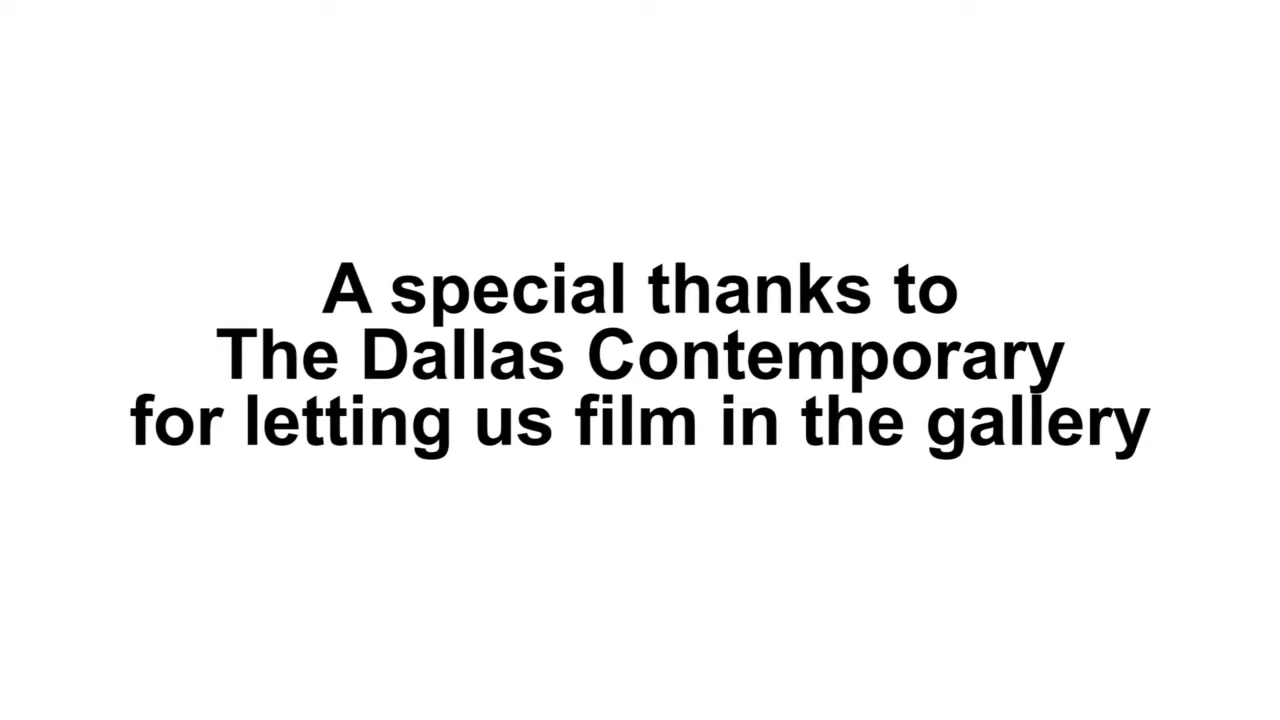 A special thanks to
The Dallas Contemporary
for letting us film in the gallery